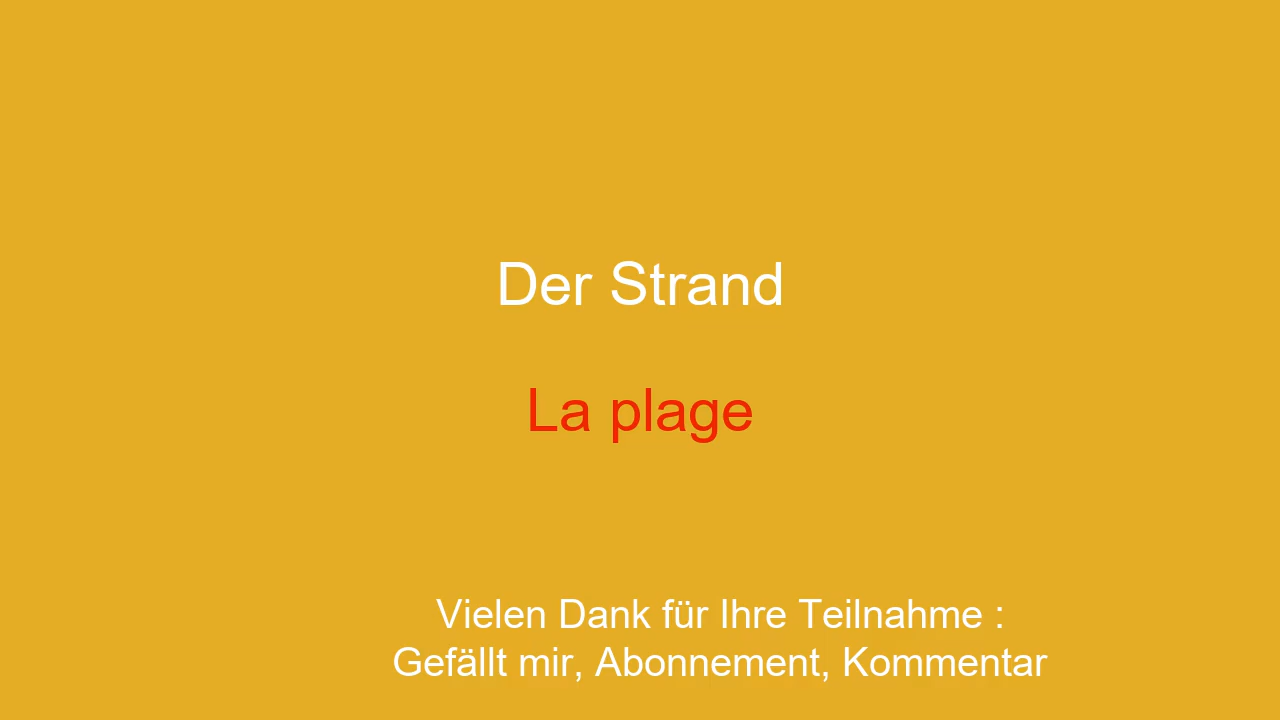 Der Strand
La plage
Vielen Dank für Ihre Teilnahme :
Gefällt mir, Abonnement, Kommentar